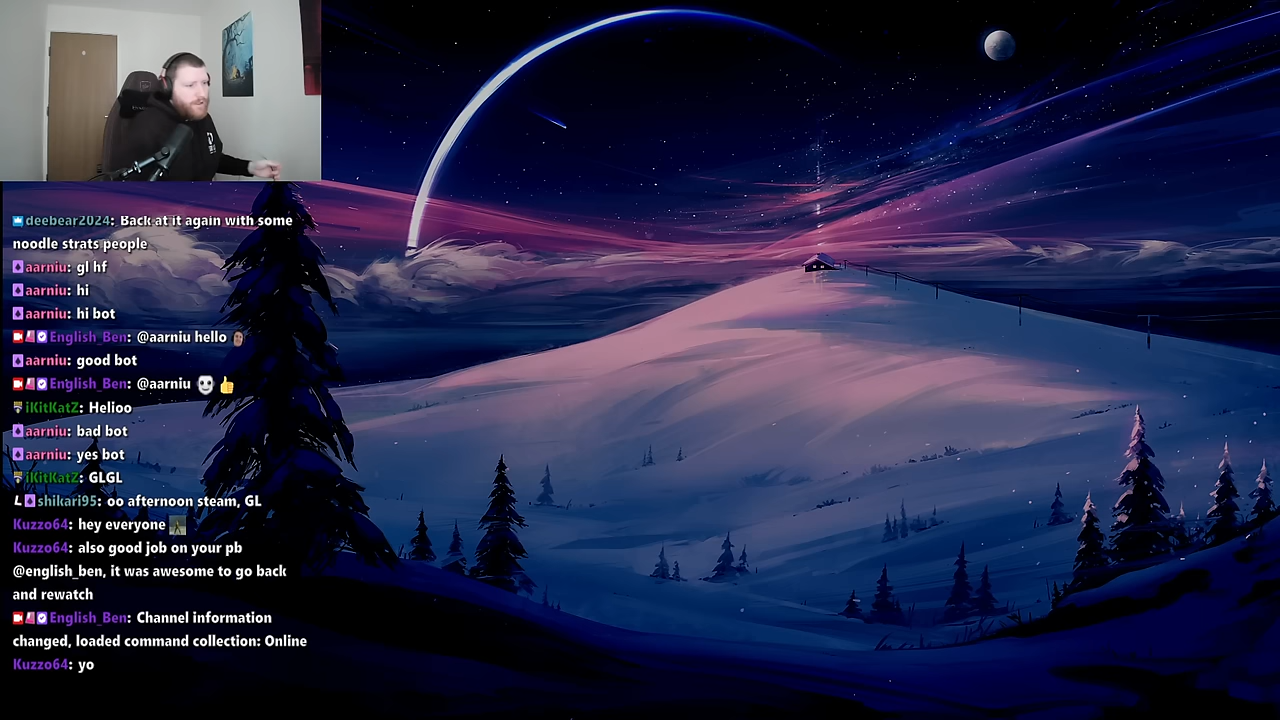 deebear2024: Back at it again with some
noodle strats people
aarniu: gl hf
aarniu: hi
aarniu: hi bot
English_Ben: @aarniu hello
aarniu: good bot
English_Ben: @aarniu 💀👍
iKitKatZ: Helioo
aarniu: bad bot
aarniu: yes bot
iKitKatZ: GLGL
L shikari95: oo afternoon steam, GL
Kuzzo64: hey everyone
Kuzzo64: also good job on your pb
@english_ben, it was awesome to go back
and rewatch
English_Ben: Channel information
changed, loaded command collection: Online
Kuzzo64: yo